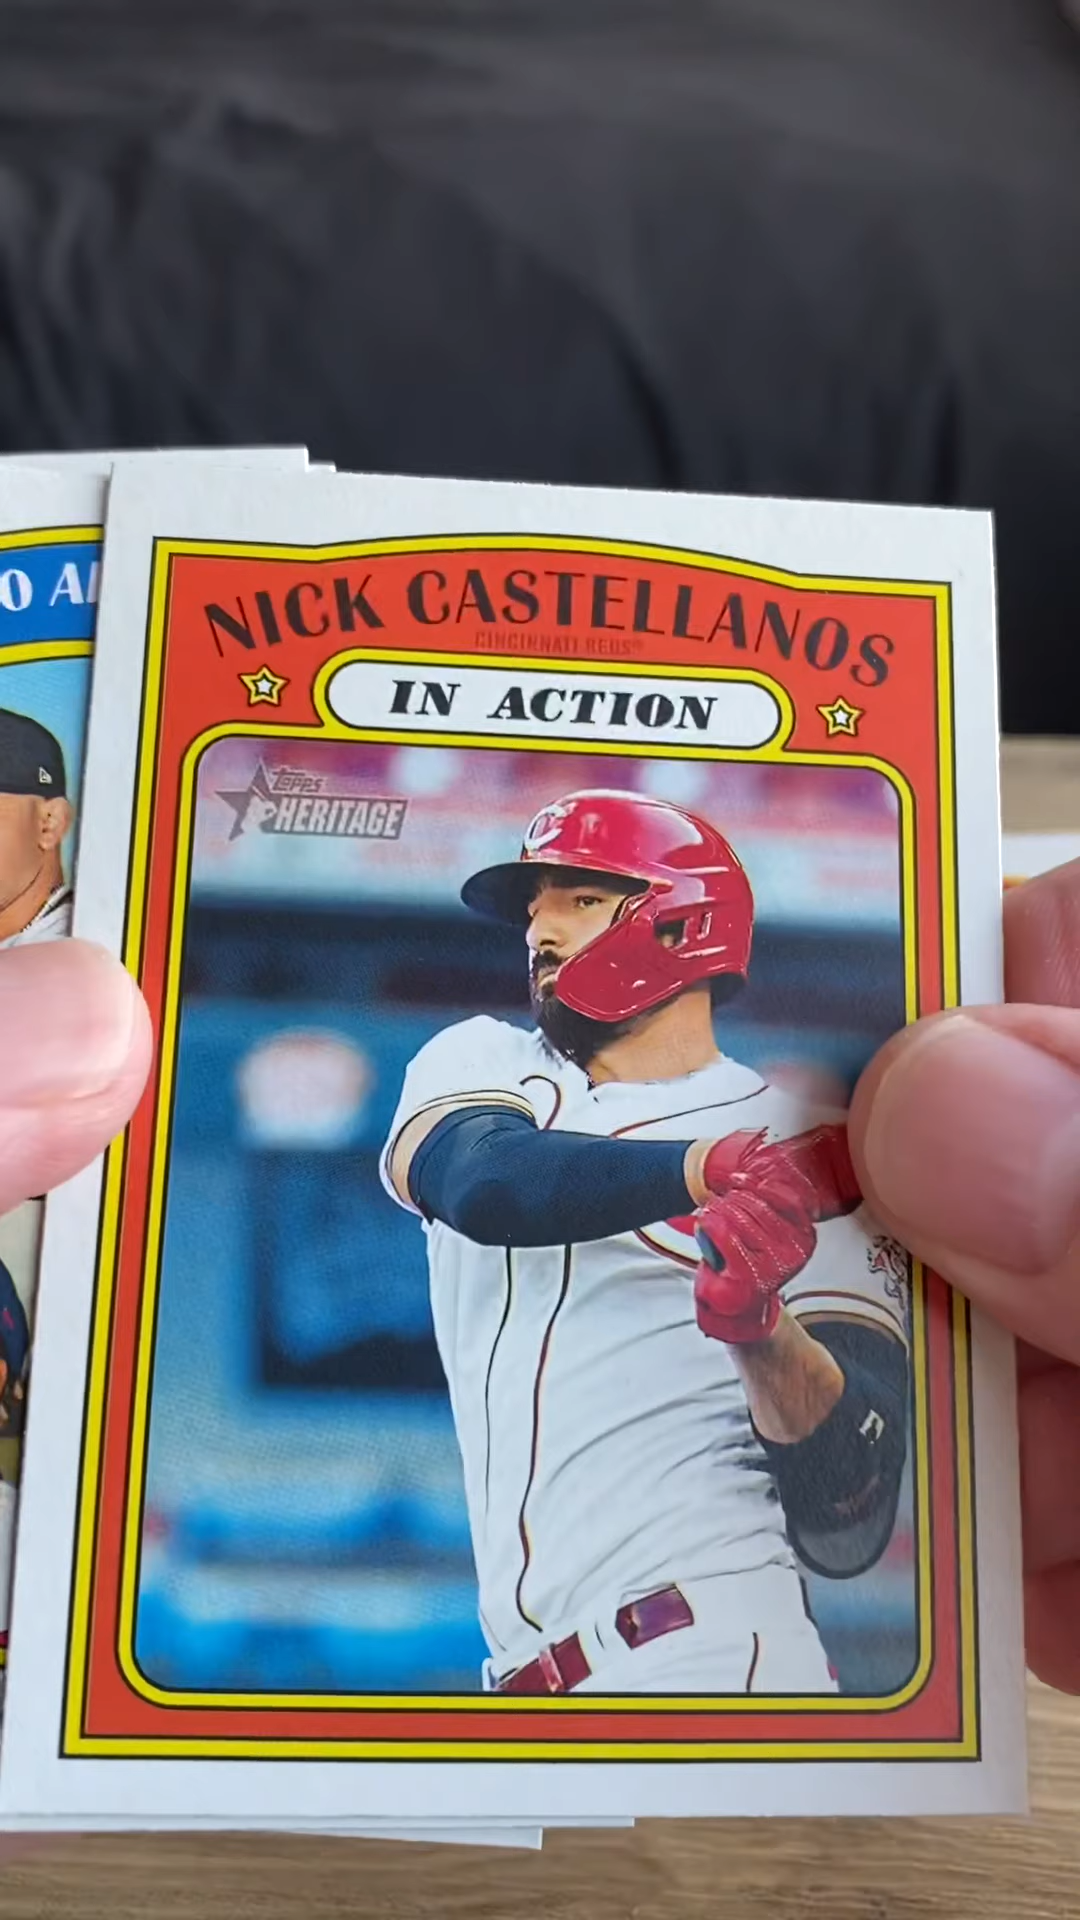 NICK CASTELLANOS
CINCINNATI REDS®
IN ACTION
Topps
HERITAGE
O A
C